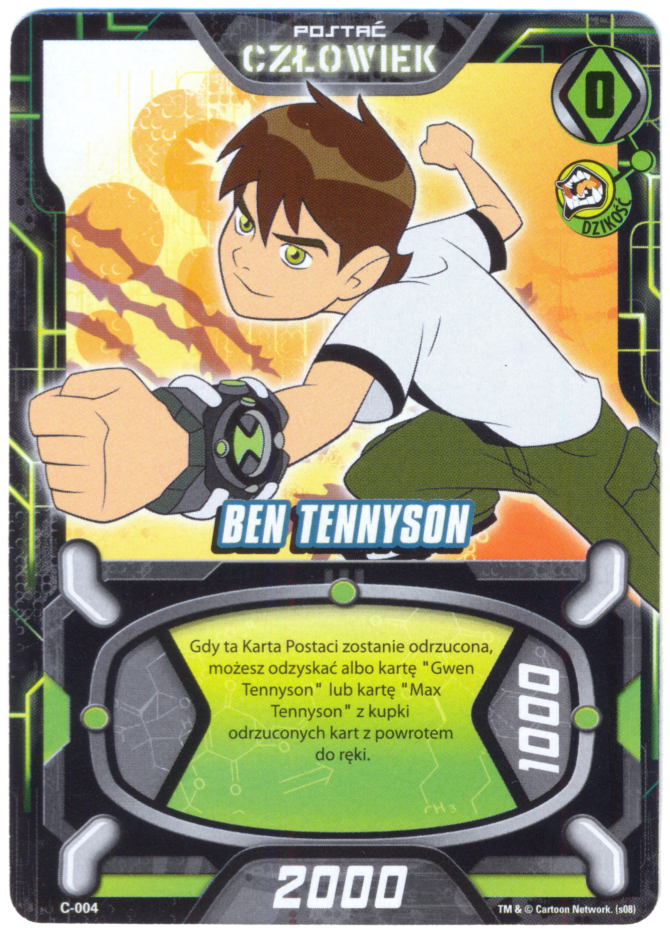 POSTAĆ
CZŁOWIEK
0
DZIKOŚĆ
BEN TENNYSON
Gdy ta Karta Postaci zostanie odrzucona,
możesz odzyskać albo kartę "Gwen
Tennyson" lub kartę "Max
Tennyson" z kupki
odrzuconych kart z powrotem
do ręki.
1000
H3
2000
C-004
TM & © Cartoon Network. (s08)